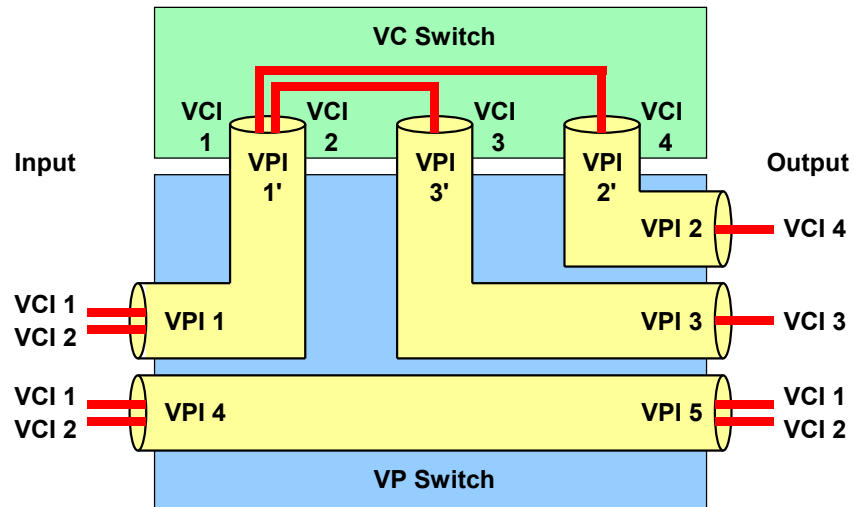 VC Switch
VCI
1
VCI
2
VCI
3
VCI
4
Input
VPI
1'
VPI
3'
VPI
2'
Output
VPI 2
VCI 4
VCI 1
VCI 2
VPI 1
VPI 3
VCI 3
VCI 1
VCI 2
VPI 4
VPI 5
VCI 1
VCI 2
VP Switch